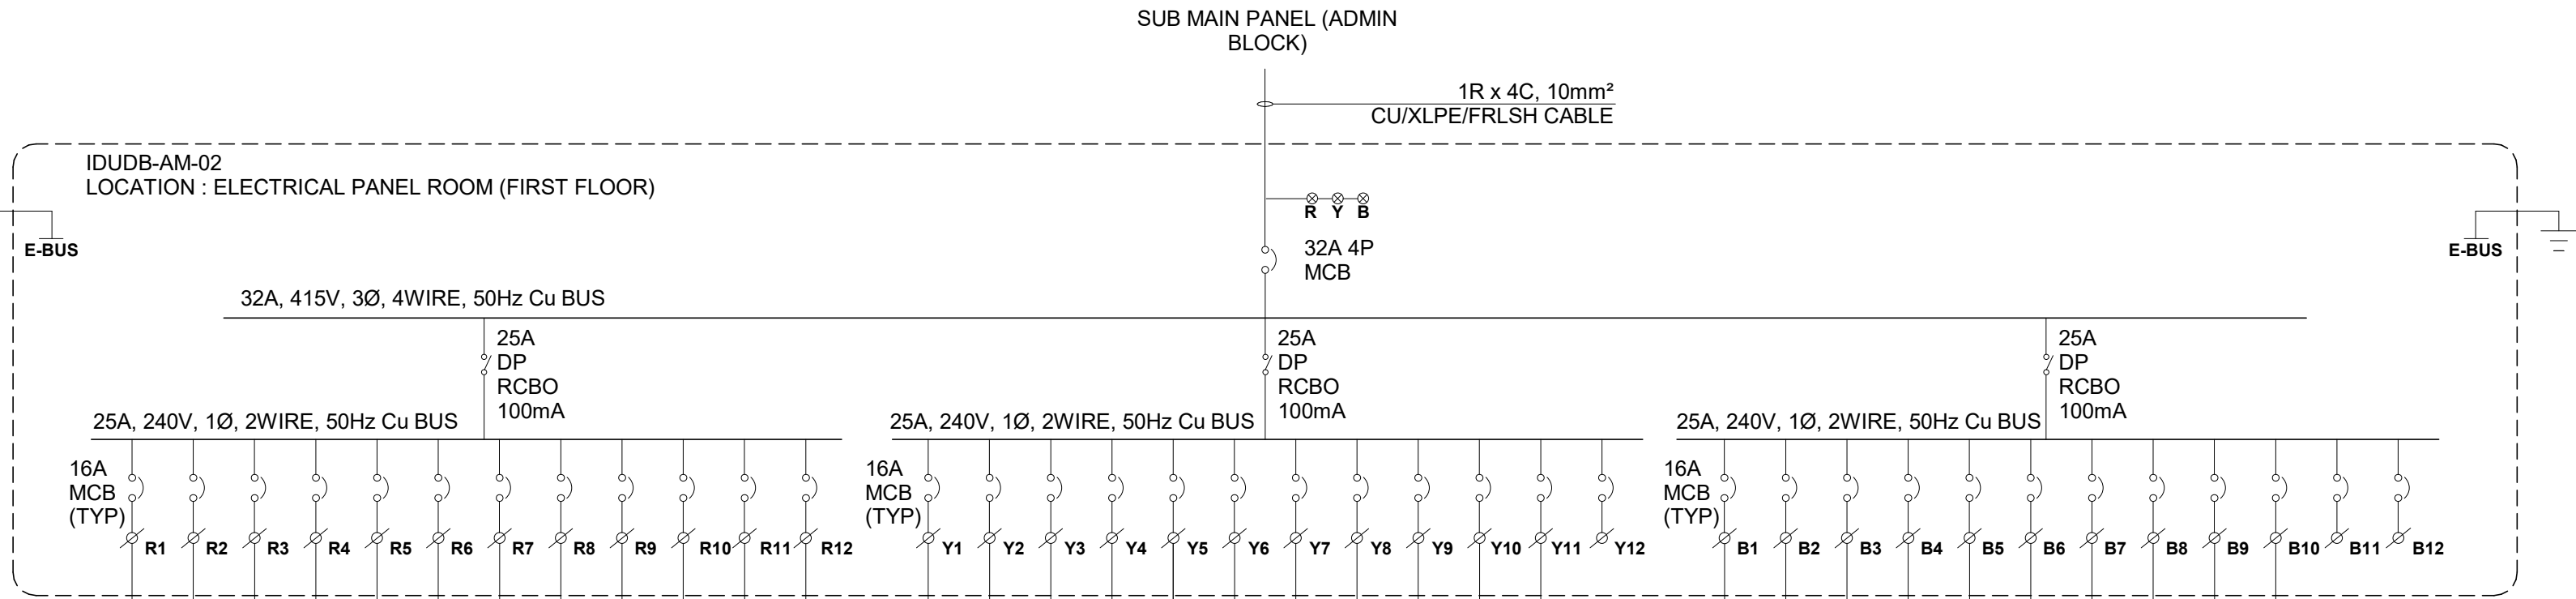 SUB MAIN PANEL (ADMIN
BLOCK)
1R x 4C, 10mm²
CU/XLPE/FRLSH CABLE
IDUDB-AM-02
LOCATION : ELECTRICAL PANEL ROOM (FIRST FLOOR)
R Y B
E-BUS
E-BUS
32A 4P
MCB
32A, 415V, 3Ø, 4WIRE, 50Hz Cu BUS
25A
DP
RCBO
100mA
25A
DP
RCBO
100mA
25A
DP
RCBO
100mA
25A, 240V, 1Ø, 2WIRE, 50Hz Cu BUS
25A, 240V, 1Ø, 2WIRE, 50Hz Cu BUS
25A, 240V, 1Ø, 2WIRE, 50Hz Cu BUS
16A
MCB
(TYP)
R1 R2 R3 R4 R5 R6 R7 R8 R9 R10 R11 R12
16A
MCB
(TYP)
Y1 Y2 Y3 Y4 Y5 Y6 Y7 Y8 Y9 Y10 Y11 Y12
16A
MCB
(TYP)
B1 B2 B3 B4 B5 B6 B7 B8 B9 B10 B11 B12